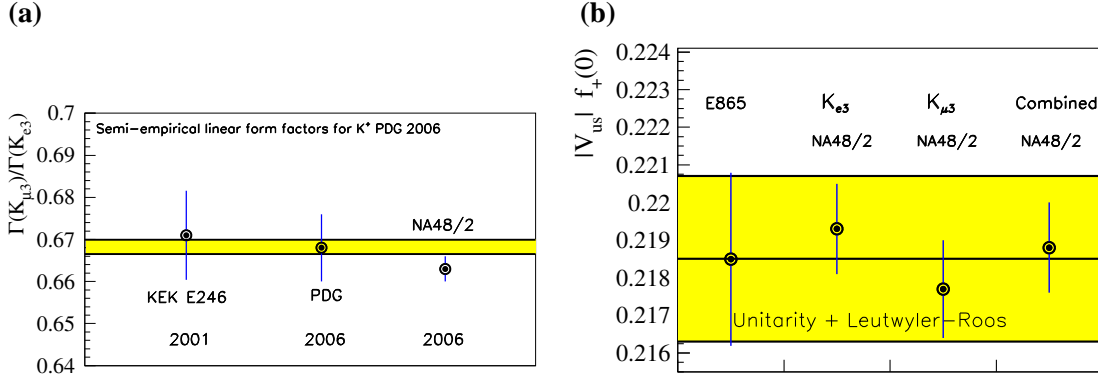 (a)
Γ(K_μ3)/Γ(K_e3)
0.7
0.69
0.68
0.67
0.66
0.65
0.64
Semi-empirical linear form factors for K⁺ PDG 2006
NA48/2
KEK E246
PDG
2001
2006
2006
(b)
|V_us| f_+(0)
0.224
0.223
0.222
0.221
0.22
0.219
0.218
0.217
0.216
E865
K_e3
K_μ3
Combined
NA48/2
NA48/2
NA48/2
Unitarity + Leutwyler-Roos